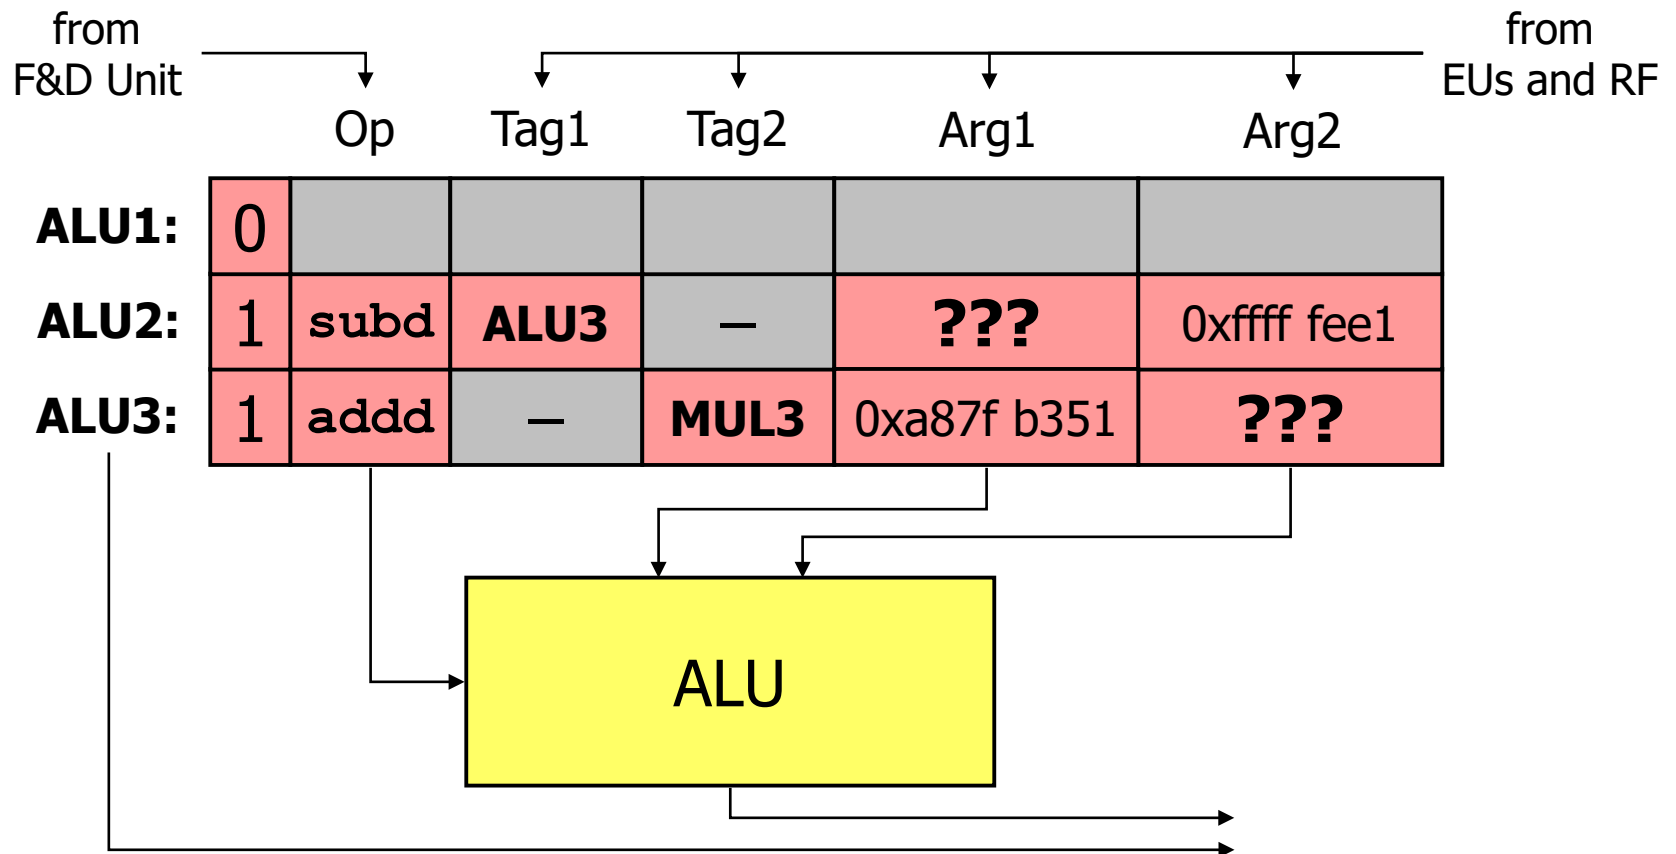 from
F&D Unit
from
EUs and RF
Op Tag1 Tag2 Arg1 Arg2
ALU1: 0
ALU2: 1 subd ALU3 – ??? 0xffff fee1
ALU3: 1 addd – MUL3 0xa87f b351 ???
ALU